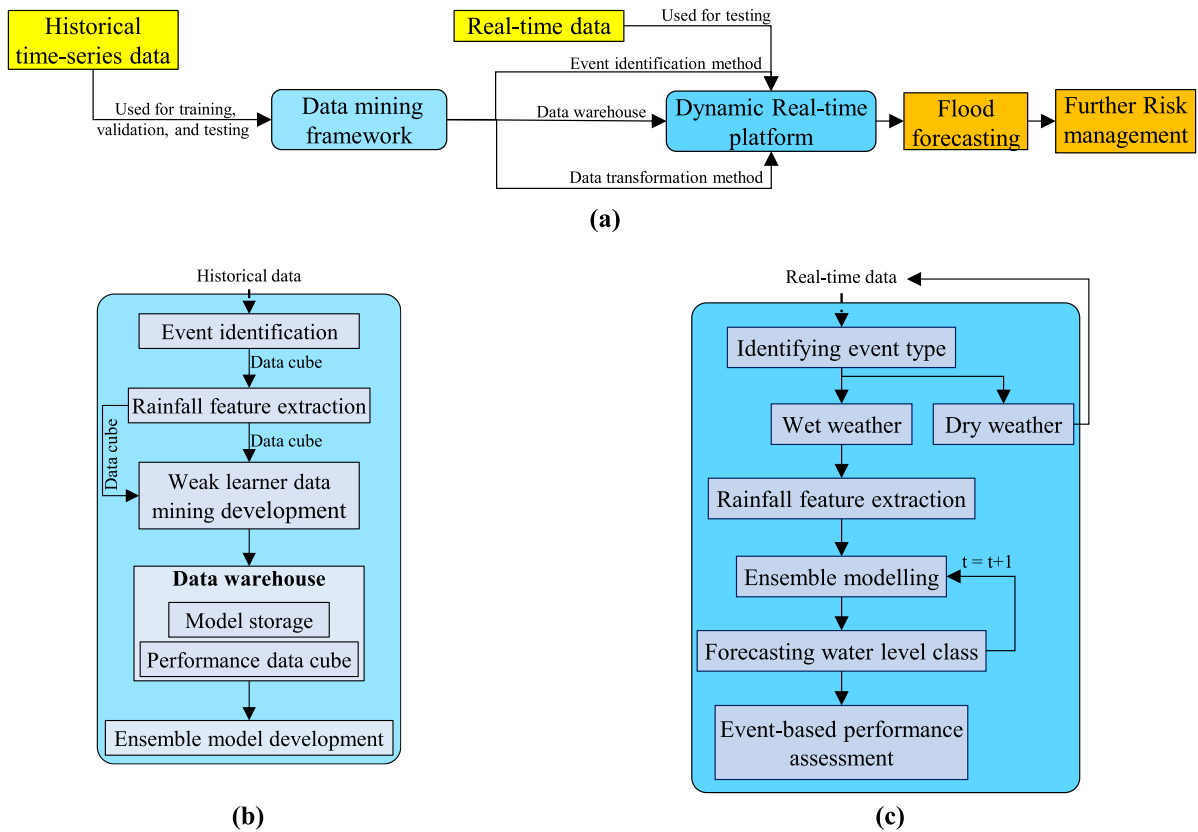 Historical
time-series data
Real-time data
Used for testing
Event identification method
Used for training,
validation, and testing
Data mining
framework
Data warehouse
Dynamic Real-time
platform
Flood
forecasting
Further Risk
management
Data transformation method
(a)
Historical data
Event identification
Data cube
Rainfall feature extraction
Data cube
Data cube
Weak learner data
mining development
Data warehouse
Model storage
Performance data cube
Ensemble model development
(b)
Real-time data
Identifying event type
Wet weather
Dry weather
Rainfall feature extraction
t = t+1
Ensemble modelling
Forecasting water level class
Event-based performance
assessment
(c)